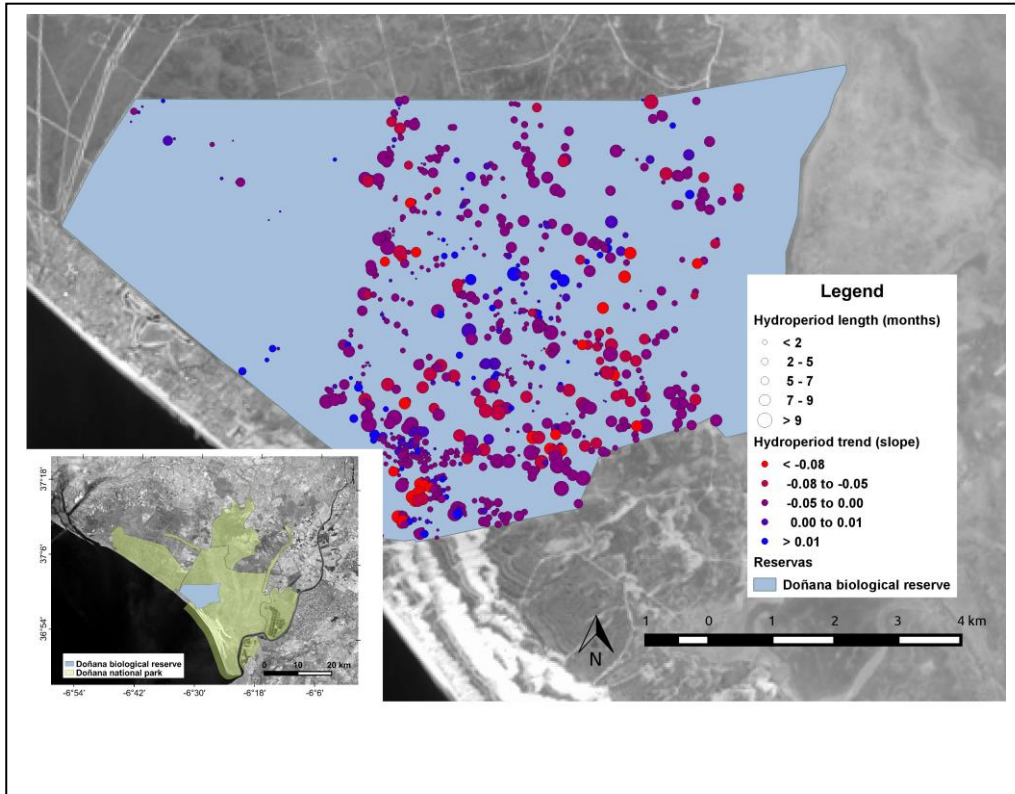 Legend
Hydroperiod length (months)
< 2
2 - 5
5 - 7
7 - 9
> 9
Hydroperiod trend (slope)
< -0.08
-0.08 to -0.05
-0.05 to 0.00
0.00 to 0.01
> 0.01
Reservas
Doñana biological reserve
1 0 1 2 3 4 km
N
37°18'
37°6'
36°54'
Doñana biological reserve
Doñana national park
0 10 20 km
-6°54' -6°42' -6°30' -6°18' -6°6'